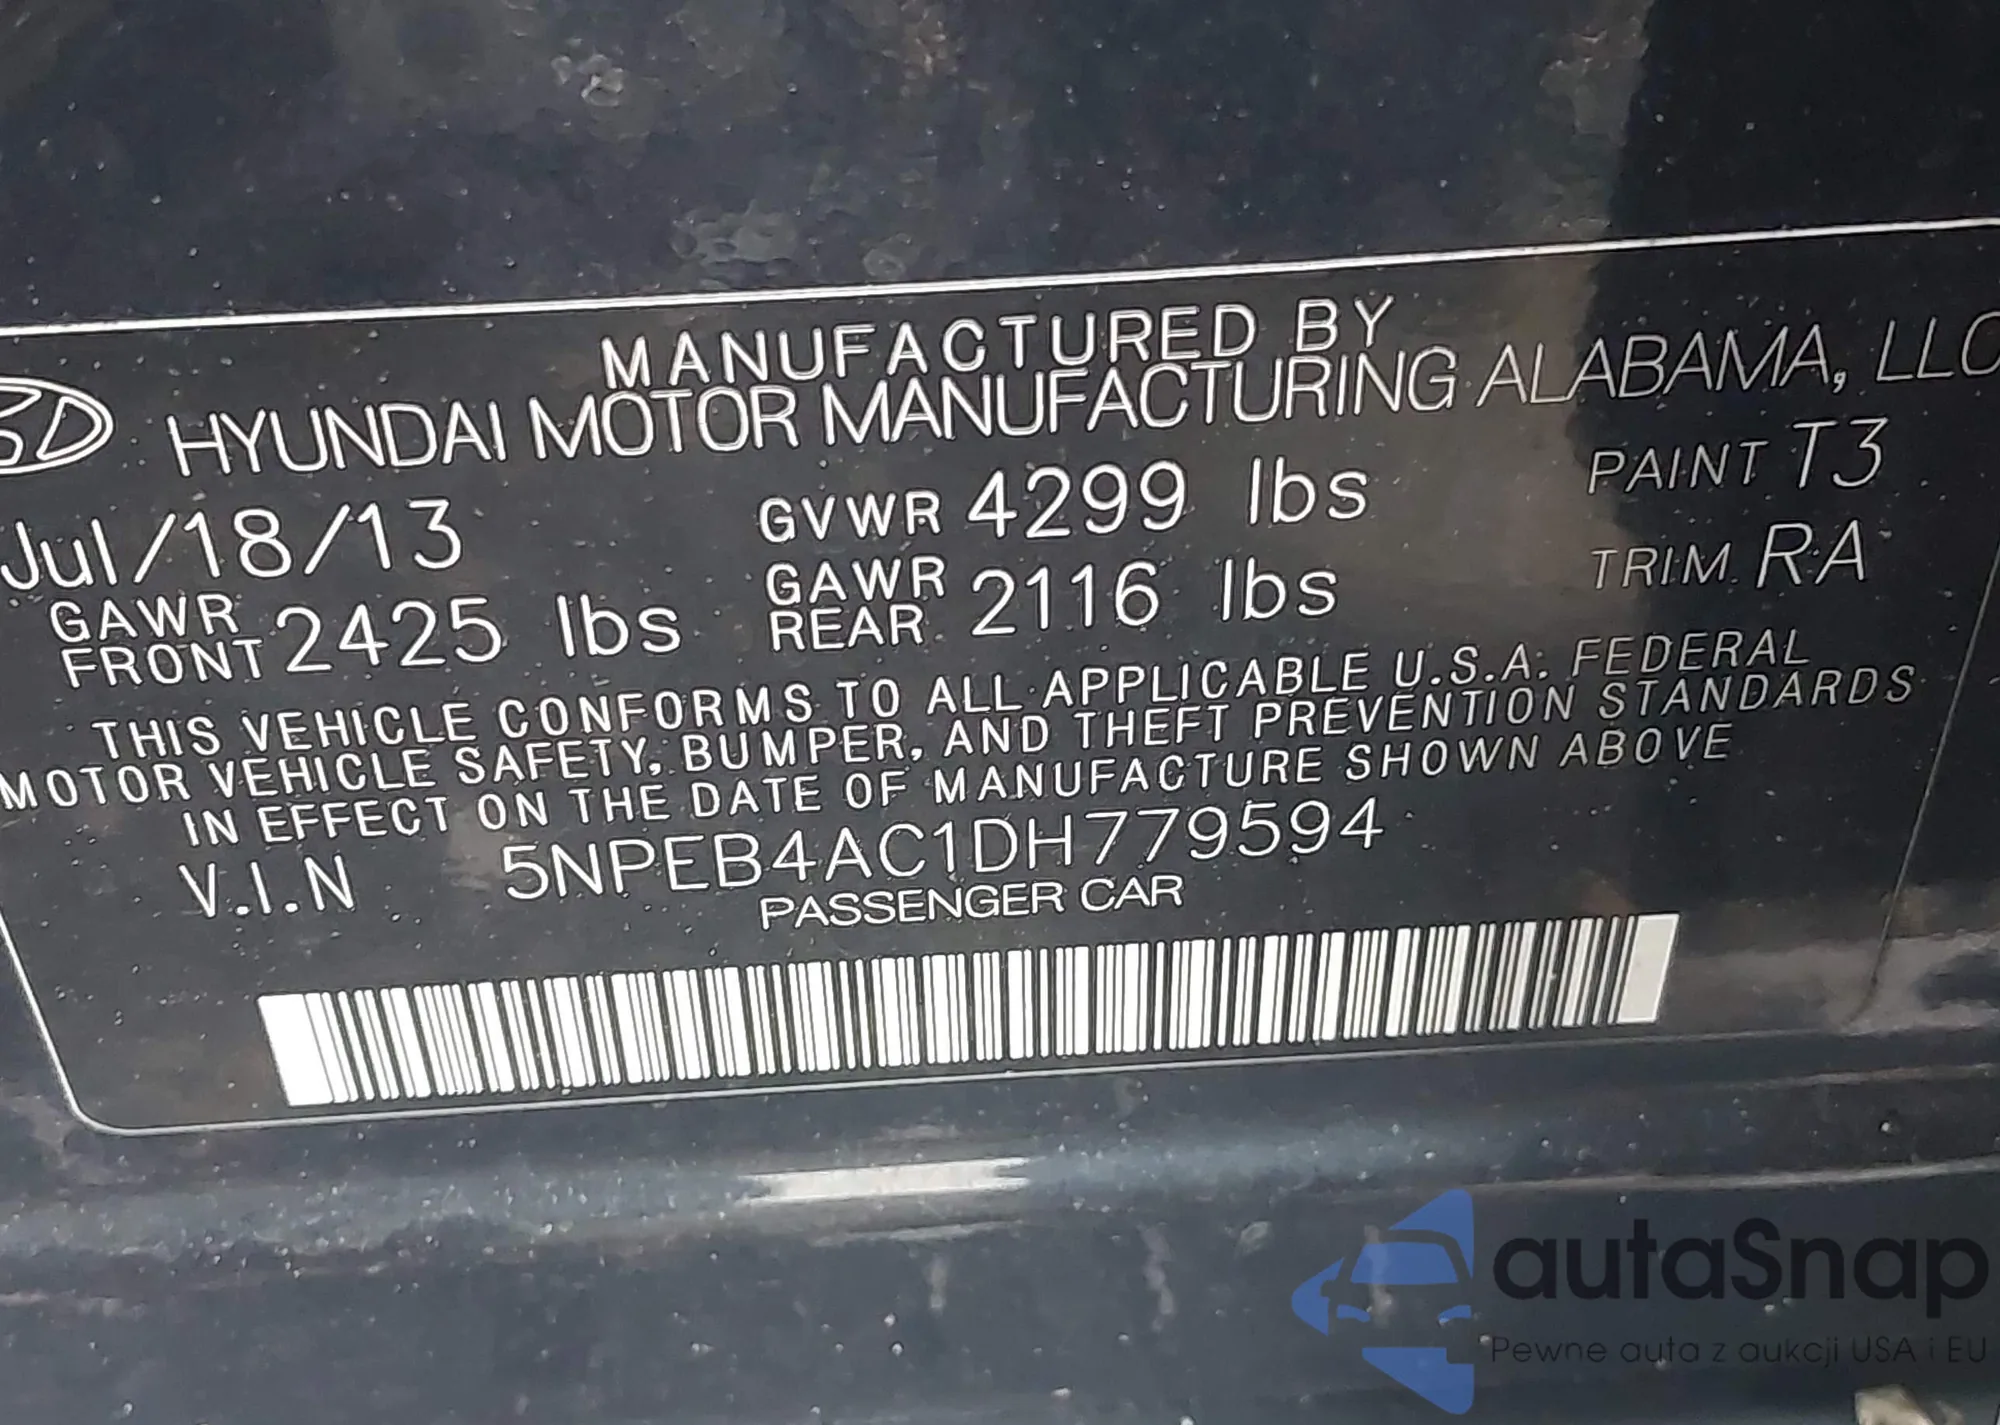 MANUFACTURED BY
HYUNDAI MOTOR MANUFACTURING ALABAMA, LLC
Jul/18/13 GVWR 4299 lbs PAINT T3
GAWR FRONT 2425 lbs GAWR REAR 2116 lbs TRIM RA
THIS VEHICLE CONFORMS TO ALL APPLICABLE U.S.A. FEDERAL
MOTOR VEHICLE SAFETY, BUMPER, AND THEFT PREVENTION STANDARDS
IN EFFECT ON THE DATE OF MANUFACTURE SHOWN ABOVE
V.I.N 5NPEB4AC1DH779594
PASSENGER CAR
autaSnap
Pewne auta z aukcji USA i EU